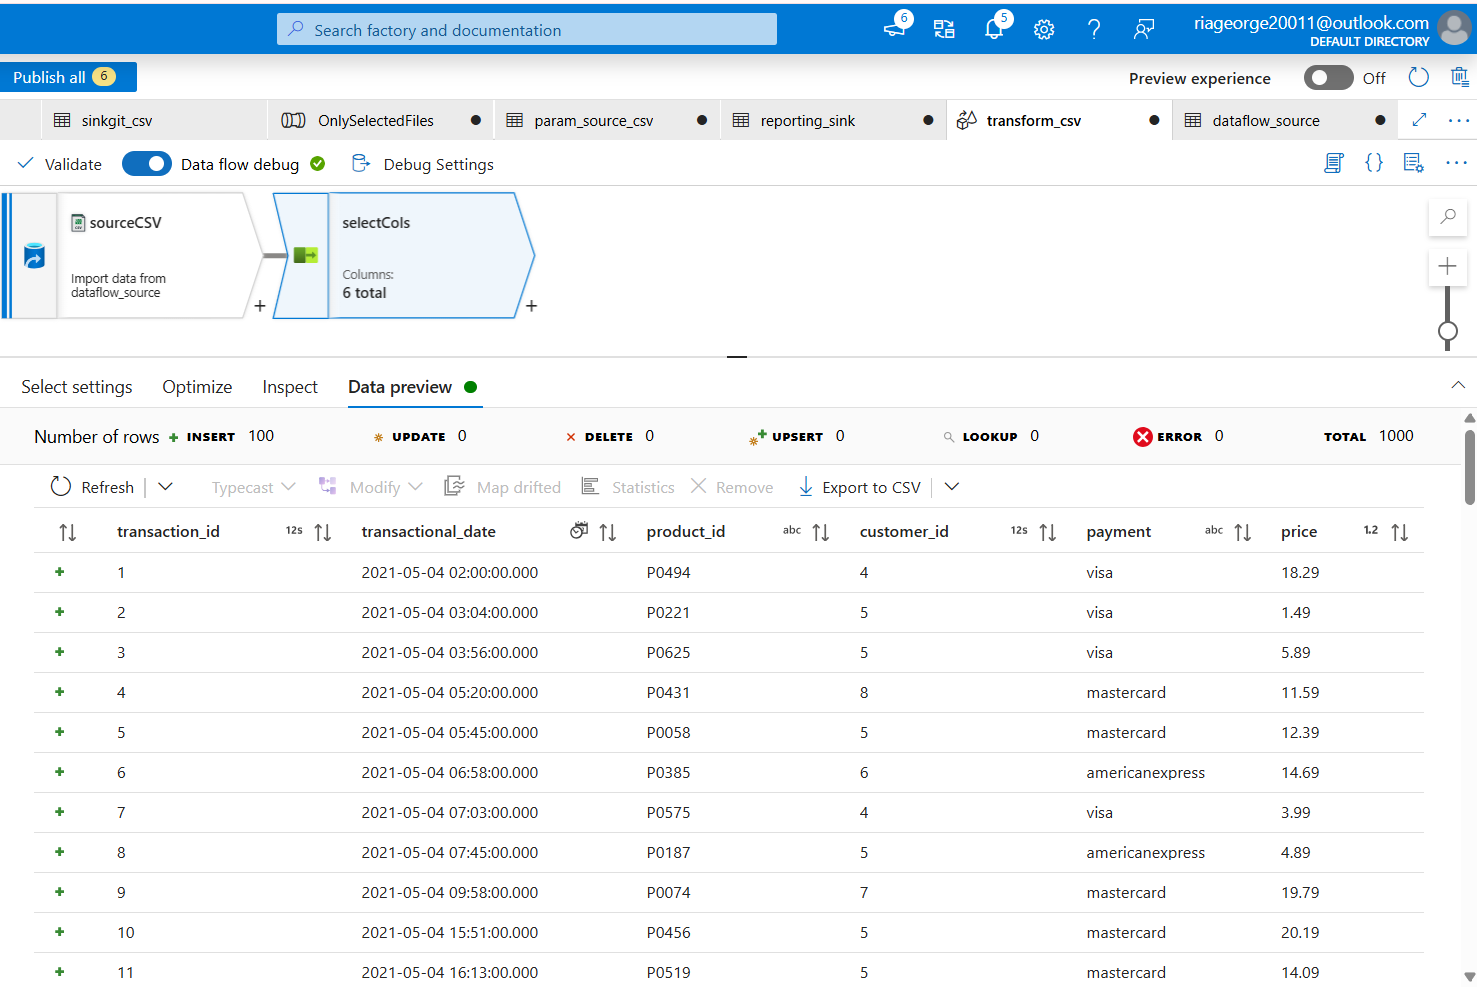 Search factory and documentation
6
5
riageorge20011@outlook.com
DEFAULT DIRECTORY
Publish all 6
Preview experience Off
sinkgit_csv OnlySelectedFiles param_source_csv reporting_sink transform_csv dataflow_source
Validate Data flow debug Debug Settings
sourceCSV
Import data from
dataflow_source
+
selectCols
Columns:
6 total
+
Select settings Optimize Inspect Data preview
Number of rows INSERT 100 UPDATE 0 DELETE 0 UPSERT 0 LOOKUP 0 ERROR 0 TOTAL 1000
Refresh Typecast Modify Map drifted Statistics Remove Export to CSV
transaction_id 12s transactional_date product_id abc customer_id 12s payment abc price 1.2
1 2021-05-04 02:00:00.000 P0494 4 visa 18.29
2 2021-05-04 03:04:00.000 P0221 5 visa 1.49
3 2021-05-04 03:56:00.000 P0625 5 visa 5.89
4 2021-05-04 05:20:00.000 P0431 8 mastercard 11.59
5 2021-05-04 05:45:00.000 P0058 5 mastercard 12.39
6 2021-05-04 06:58:00.000 P0385 6 americanexpress 14.69
7 2021-05-04 07:03:00.000 P0575 4 visa 3.99
8 2021-05-04 07:45:00.000 P0187 5 americanexpress 4.89
9 2021-05-04 09:58:00.000 P0074 7 mastercard 19.79
10 2021-05-04 15:51:00.000 P0456 5 mastercard 20.19
11 2021-05-04 16:13:00.000 P0519 5 mastercard 14.09